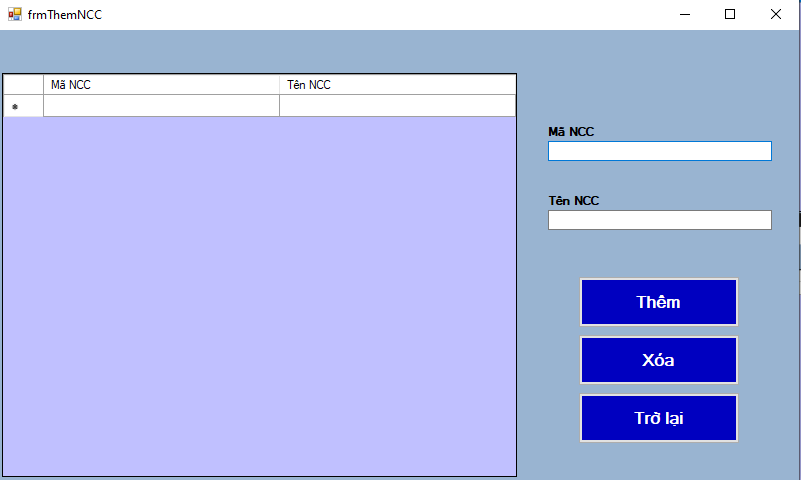 frmThemNCC
Mã NCC
Tên NCC
Mã NCC
Tên NCC
Thêm
Xóa
Trở lại